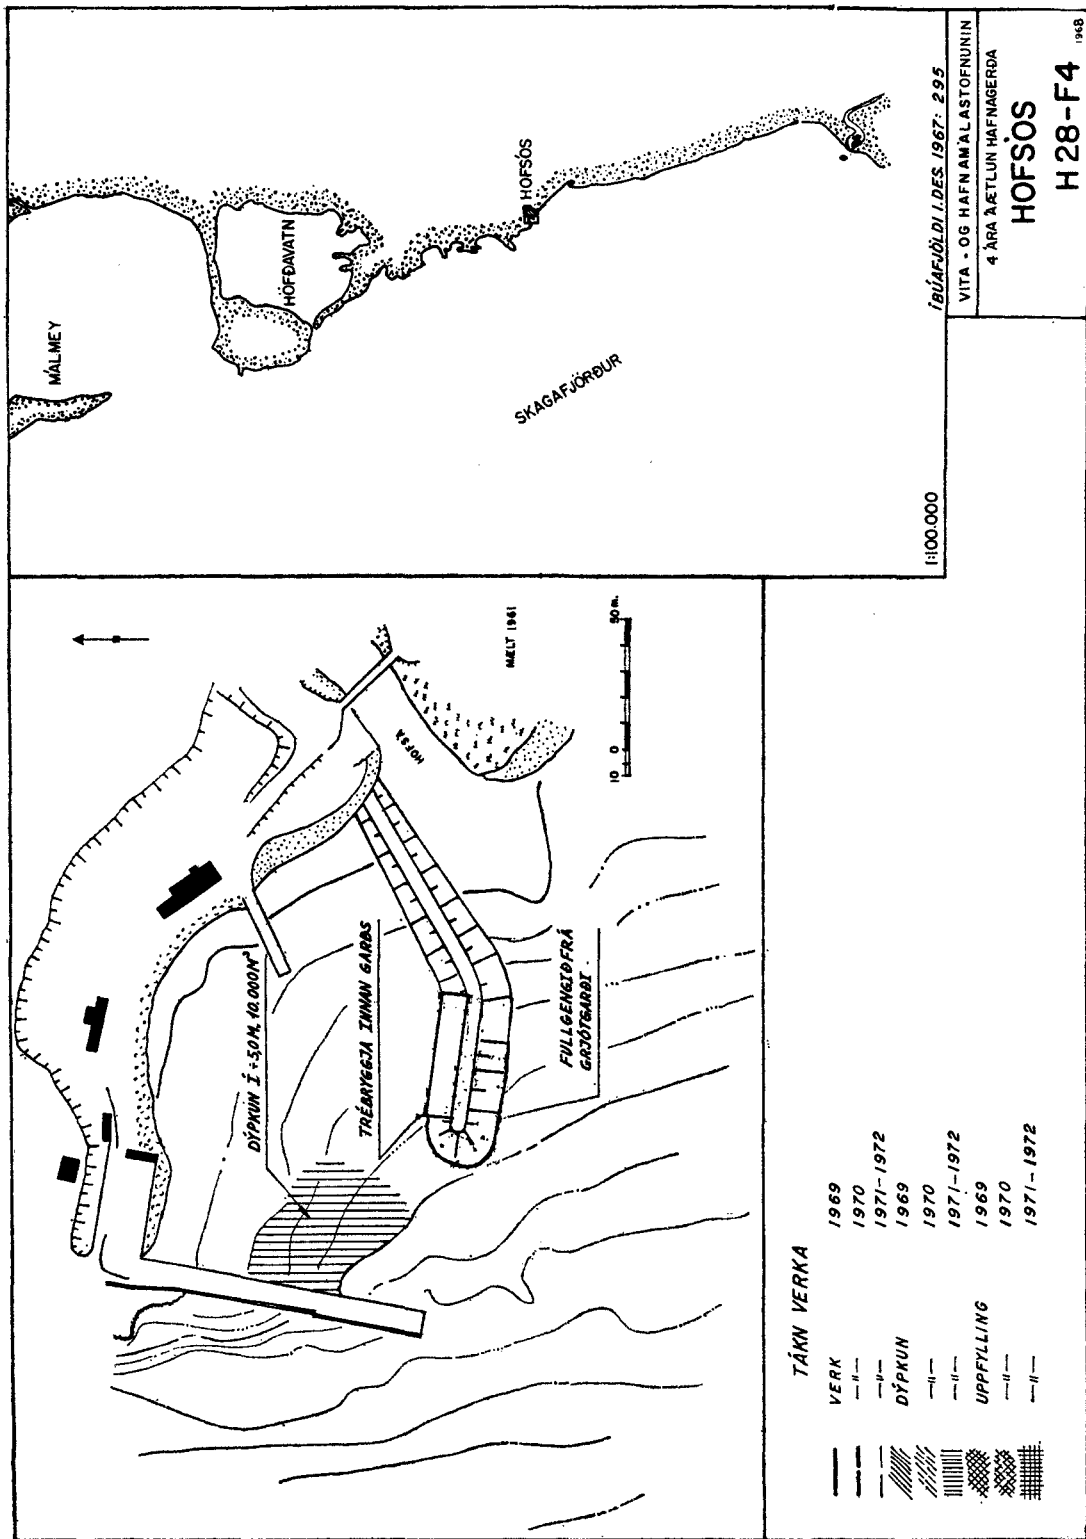 MÁLMEY
HÖFÐAVATN
HOFSÓS
SKAGAFJÖRÐUR
1:100.000
ÍBÚAFJÖLDI 1.DES. 1967: 295
VITA - OG HAFNAMÁLASTOFNUNIN
4 ÁRA ÁÆTLUN HAFNAGERÐA
HOFSÓS
H 28-F4
1968
DÝPKUN Í ÷5,0 M. 10.000 M³
TRÉBRYGGJA INNAN GARÐS
FULLGENGIÐ FRÁ
GRJÓTGARÐI
HOFSÁ
MÆLT 1961
10 0 50 m.
TÁKN VERKA
VERK 1969
—"— 1970
—"— 1971-1972
DÝPKUN 1969
—"— 1970
—"— 1971-1972
UPPFYLLING 1969
—"— 1970
—"— 1971-1972